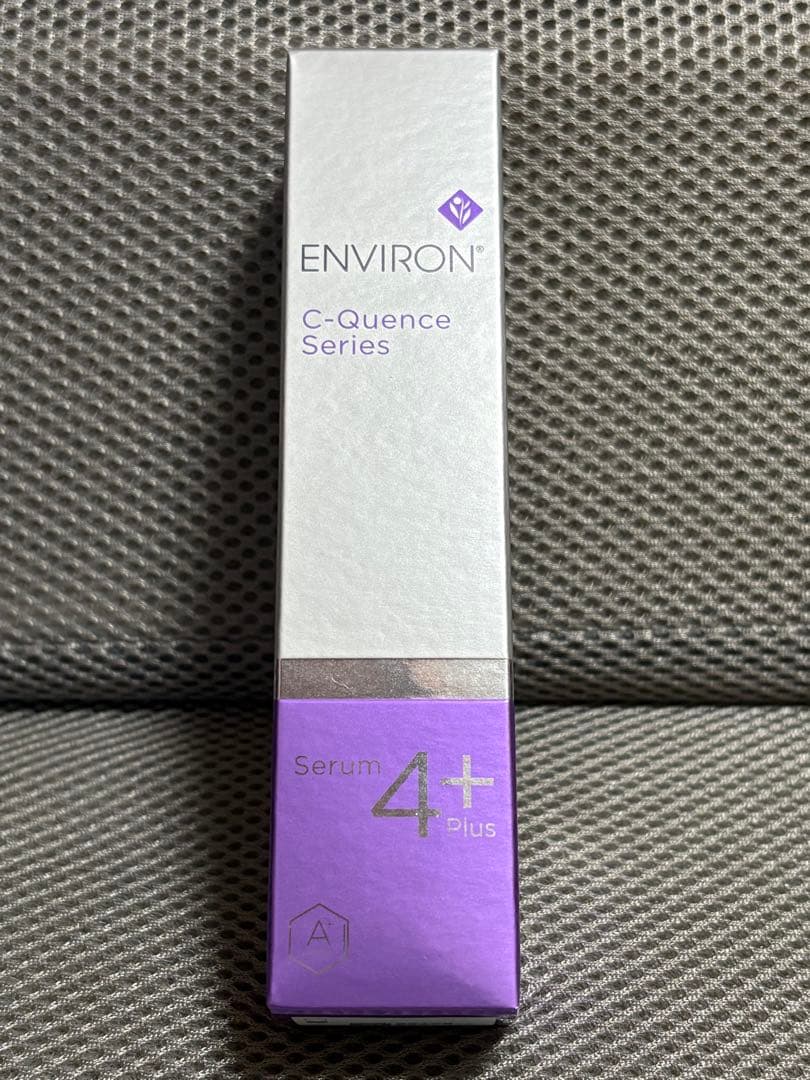 ENVIRON®
C-Quence
Series
Serum 4+
Plus
A+